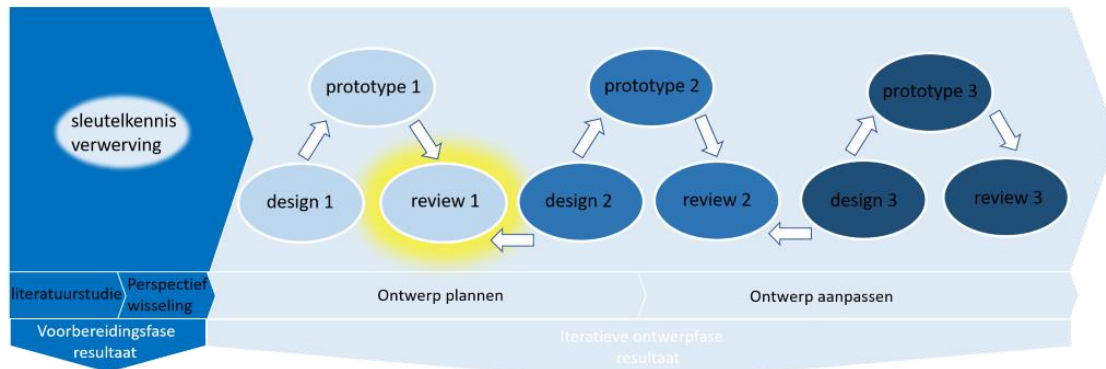 sleutelkennis
verwerving
prototype 1
prototype 2
prototype 3
design 1
review 1
design 2
review 2
design 3
review 3
literatuurstudie
Perspectief
wisseling
Ontwerp plannen
Ontwerp aanpassen
Voorbereidingsfase
resultaat
Iteratieve ontwerpfase
resultaat